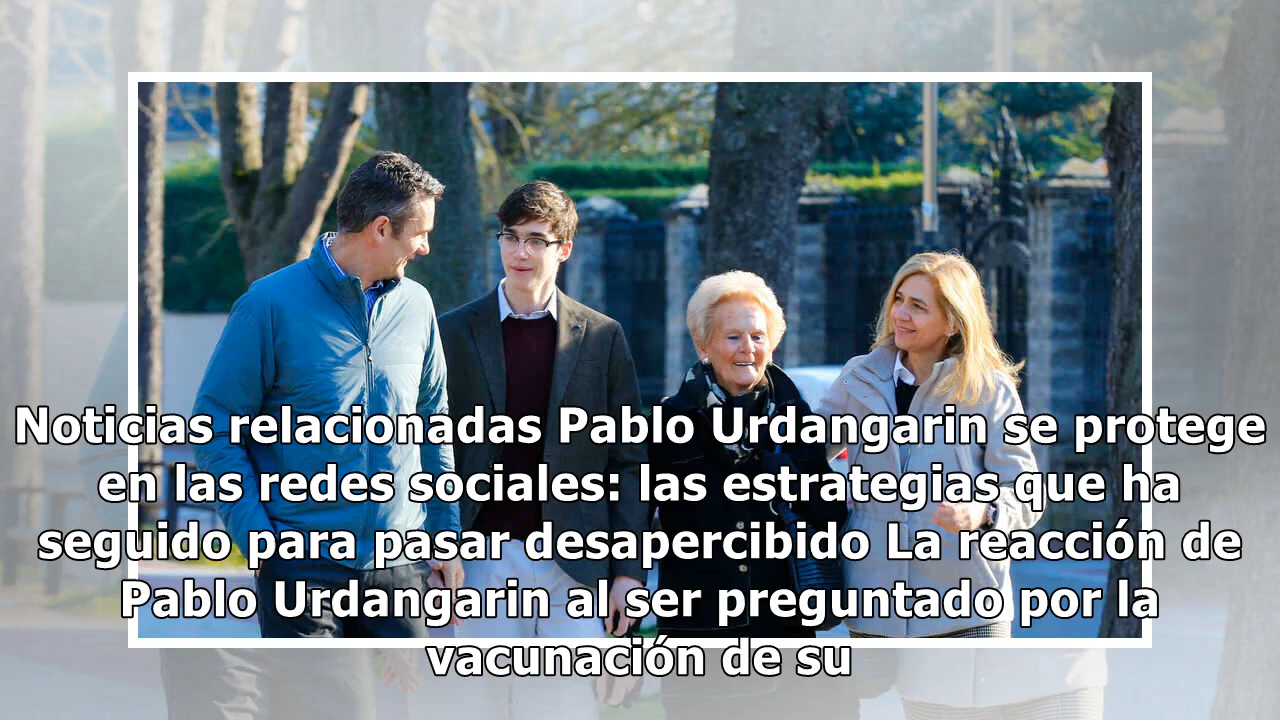 Noticias relacionadas Pablo Urdangarin se protege
en las redes sociales: las estrategias que ha
seguido para pasar desapercibido La reacción de
Pablo Urdangarin al ser preguntado por la
vacunación de su